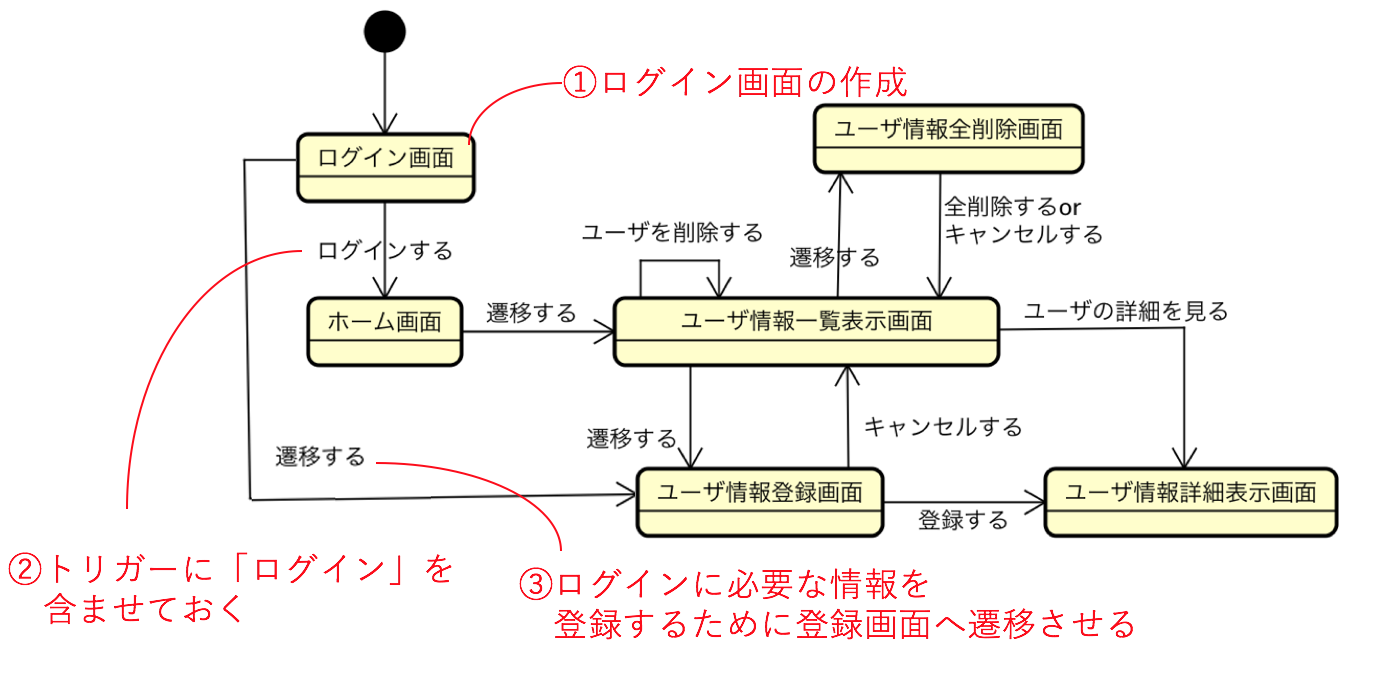 ①ログイン画面の作成
ユーザ情報全削除画面
ログイン画面
全削除するor
キャンセルする
ユーザを削除する
遷移する
ログインする
ホーム画面
遷移する
ユーザ情報一覧表示画面
ユーザの詳細を見る
遷移する
キャンセルする
遷移する
ユーザ情報登録画面
登録する
ユーザ情報詳細表示画面
②トリガーに「ログイン」を
含ませておく
③ログインに必要な情報を
登録するために登録画面へ遷移させる